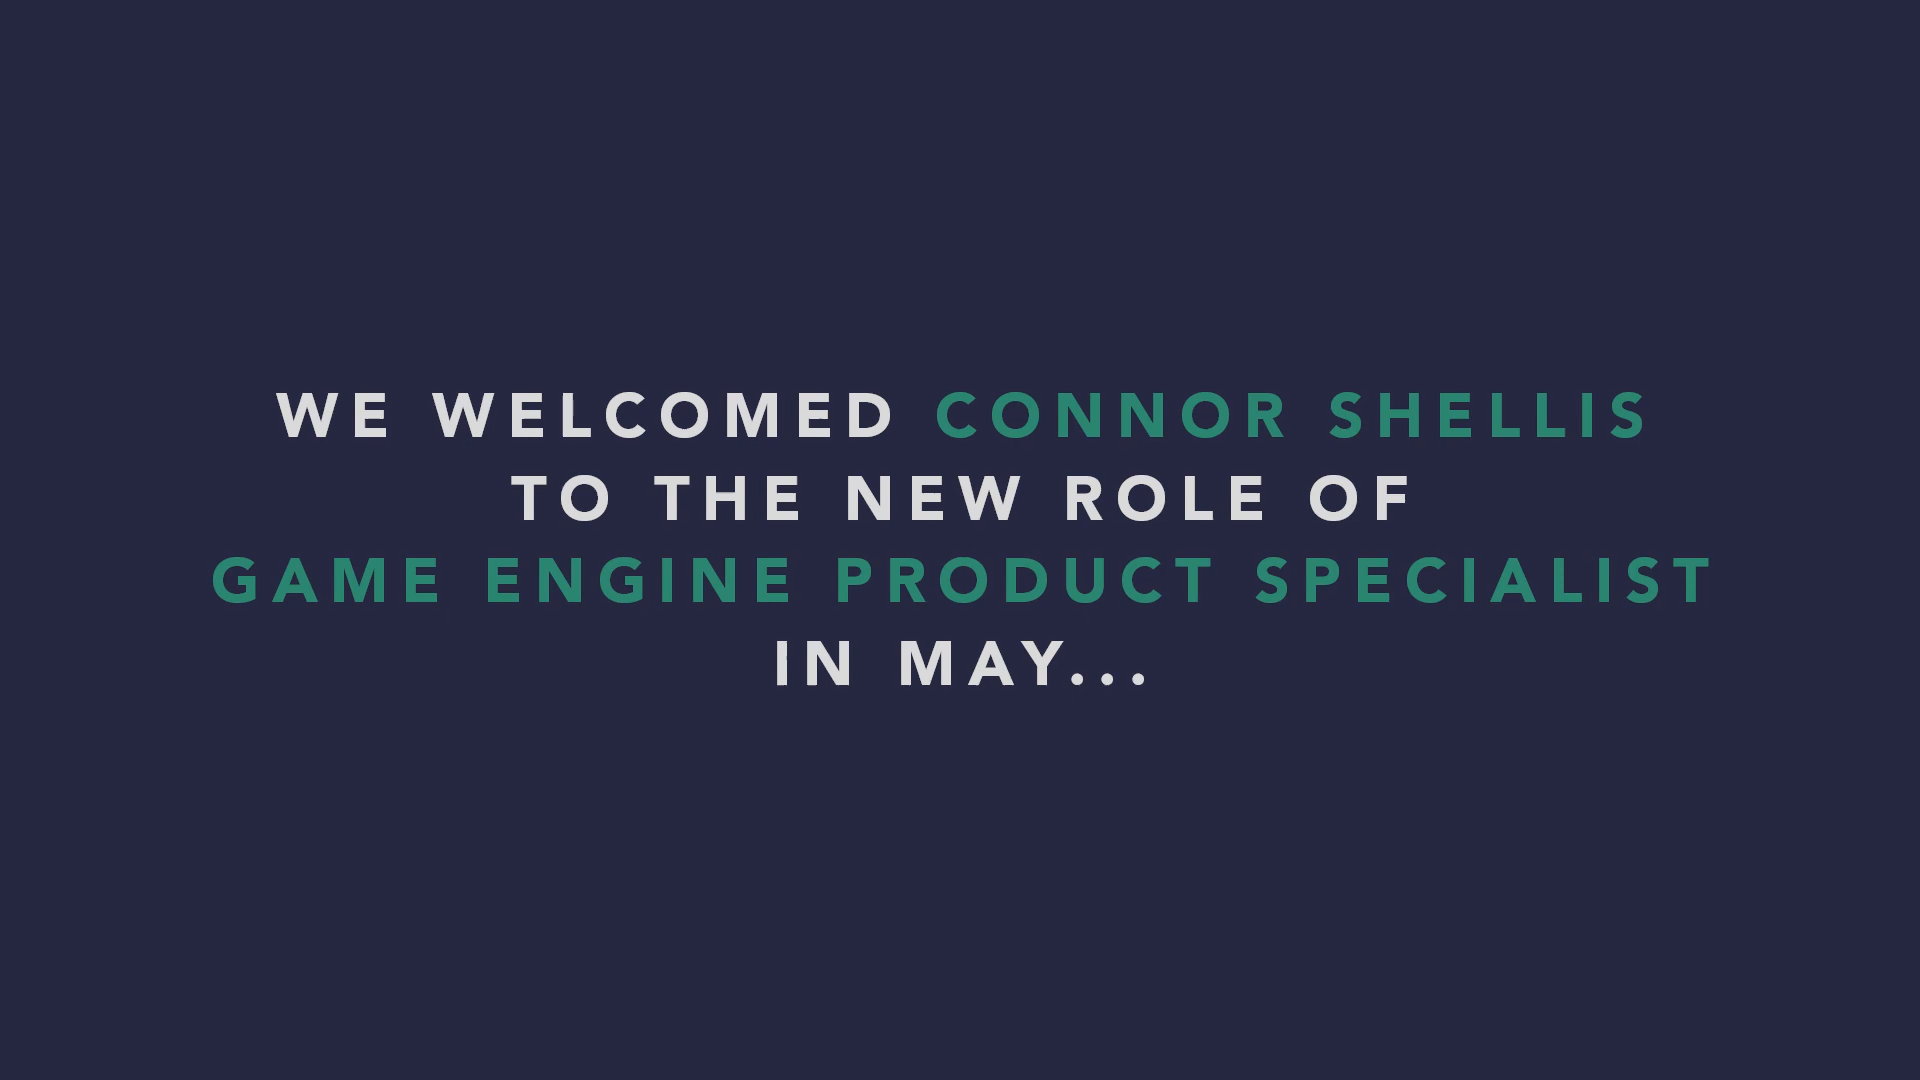 WE WELCOMED CONNOR SHELLIS
TO THE NEW ROLE OF
GAME ENGINE PRODUCT SPECIALIST
IN MAY...